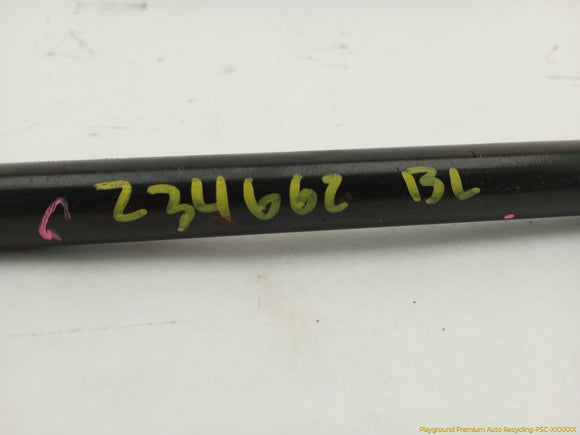 234662 BL
Playground Premium Auto Recycling-PSC-XXXXXX